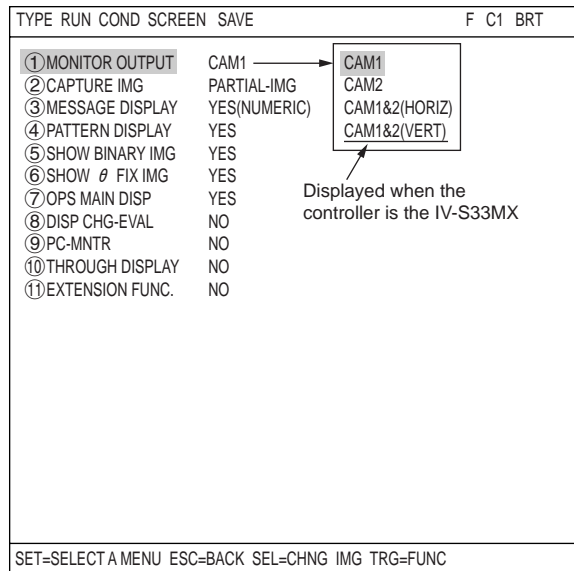 TYPE RUN COND SCREEN SAVE F C1 BRT
①MONITOR OUTPUT CAM1 CAM1
②CAPTURE IMG PARTIAL-IMG CAM2
③MESSAGE DISPLAY YES(NUMERIC) CAM1&2(HORIZ)
④PATTERN DISPLAY YES CAM1&2(VERT)
⑤SHOW BINARY IMG YES
⑥SHOW θ FIX IMG YES
⑦OPS MAIN DISP YES
⑧DISP CHG-EVAL NO
⑨PC-MNTR NO
⑩THROUGH DISPLAY NO
⑪EXTENSION FUNC. NO
Displayed when the
controller is the IV-S33MX
SET=SELECT A MENU ESC=BACK SEL=CHNG IMG TRG=FUNC